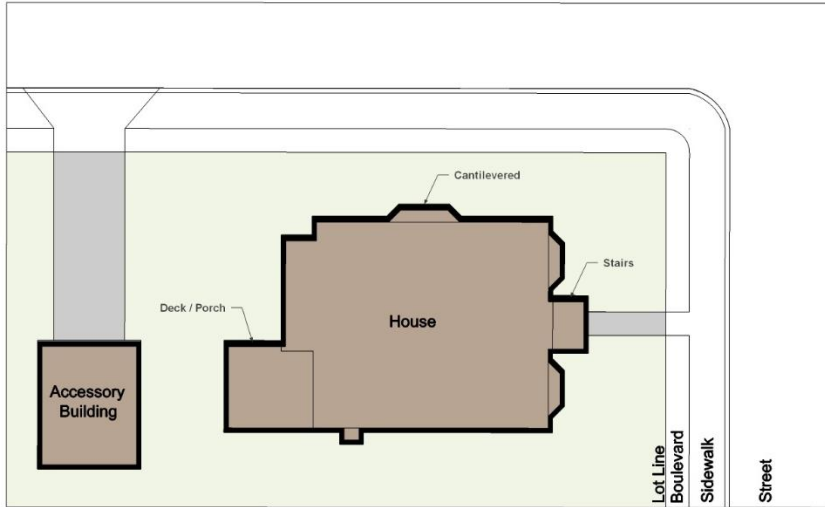 Cantilevered
Stairs
Deck / Porch
House
Accessory
Building
Lot Line
Boulevard
Sidewalk
Street